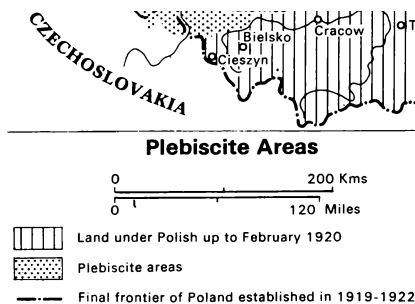 CZECHOSLOVAKIA
Cracow
Bielsko
Cieszyn
T
Plebiscite Areas
0 200 Kms
0 120 Miles
Land under Polish up to February 1920
Plebiscite areas
Final frontier of Poland established in 1919-1922